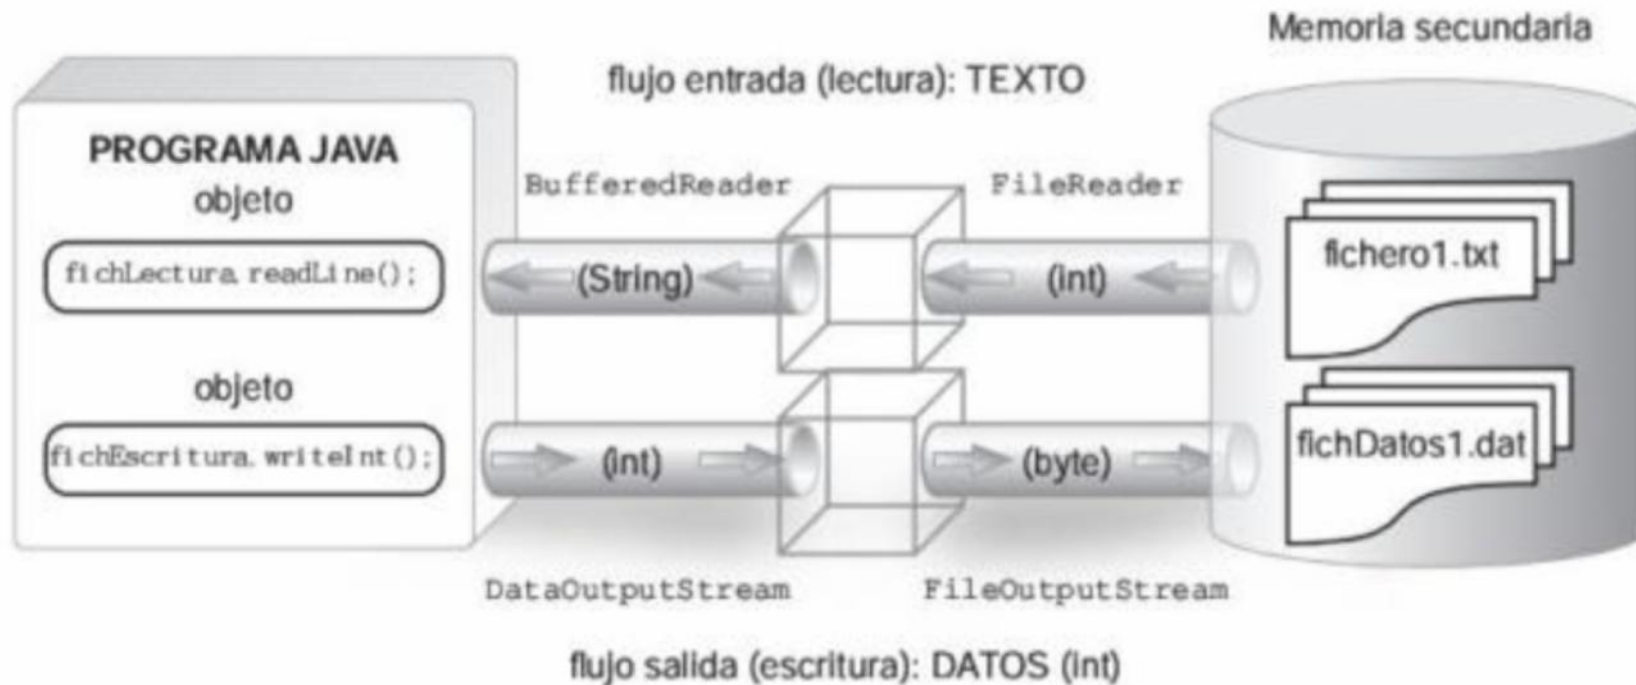 Memoria secundaria
flujo entrada (lectura): TEXTO
PROGRAMA JAVA
objeto
BufferedReader
FileReader
fichLectura.readLine();
(String)
(int)
fichero1.txt
objeto
fichEscritura.writeInt();
(int)
(byte)
fichDatos1.dat
DataOutputStream
FileOutputStream
flujo salida (escritura): DATOS (int)